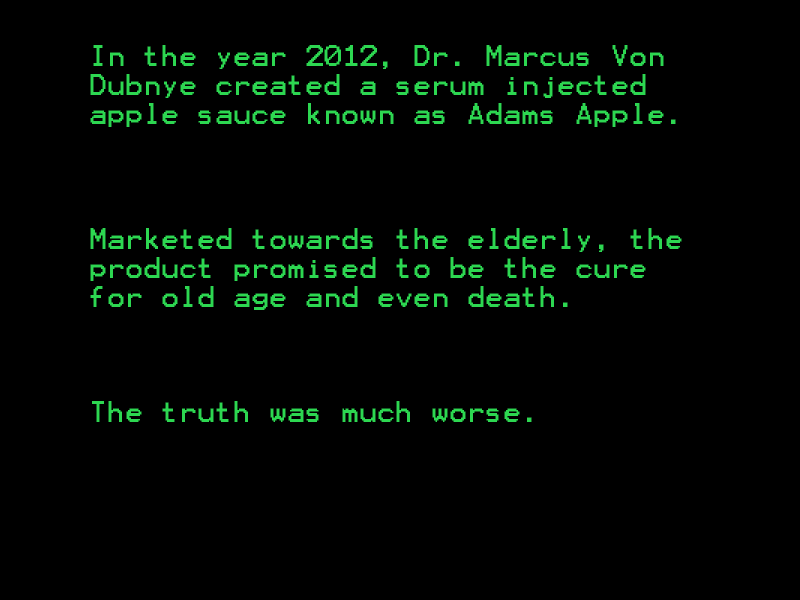 In the year 2012, Dr. Marcus Von
Dubnye created a serum injected
apple sauce known as Adams Apple.
Marketed towards the elderly, the
product promised to be the cure
for old age and even death.
The truth was much worse.